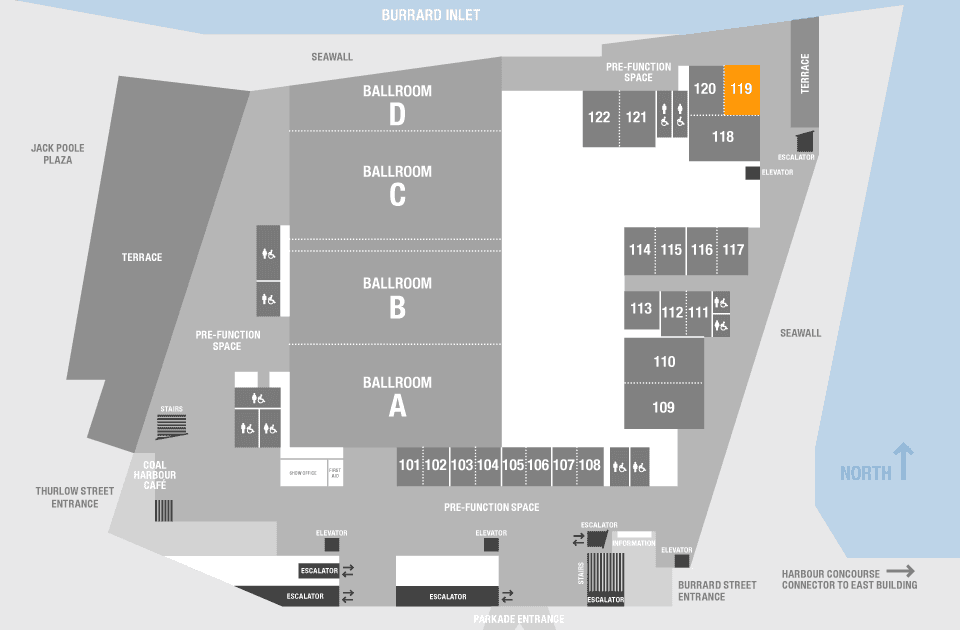 BURRARD INLET
SEAWALL
PRE-FUNCTION
SPACE
TERRACE
BALLROOM
D
120
119
122
121
118
JACK POOLE
PLAZA
ESCALATOR
ELEVATOR
BALLROOM
C
TERRACE
114
115
116
117
BALLROOM
B
113
112
111
PRE-FUNCTION
SPACE
SEAWALL
110
BALLROOM
A
109
STAIRS
COAL
HARBOUR
CAFÉ
SHOW OFFICE
FIRST
AID
101
102
103
104
105
106
107
108
NORTH
THURLOW STREET
ENTRANCE
PRE-FUNCTION SPACE
ELEVATOR
ELEVATOR
ESCALATOR
INFORMATION
ELEVATOR
ESCALATOR
STAIRS
ESCALATOR
ESCALATOR
ESCALATOR
BURRARD STREET
ENTRANCE
HARBOUR CONCOURSE
CONNECTOR TO EAST BUILDING
PARKADE ENTRANCE